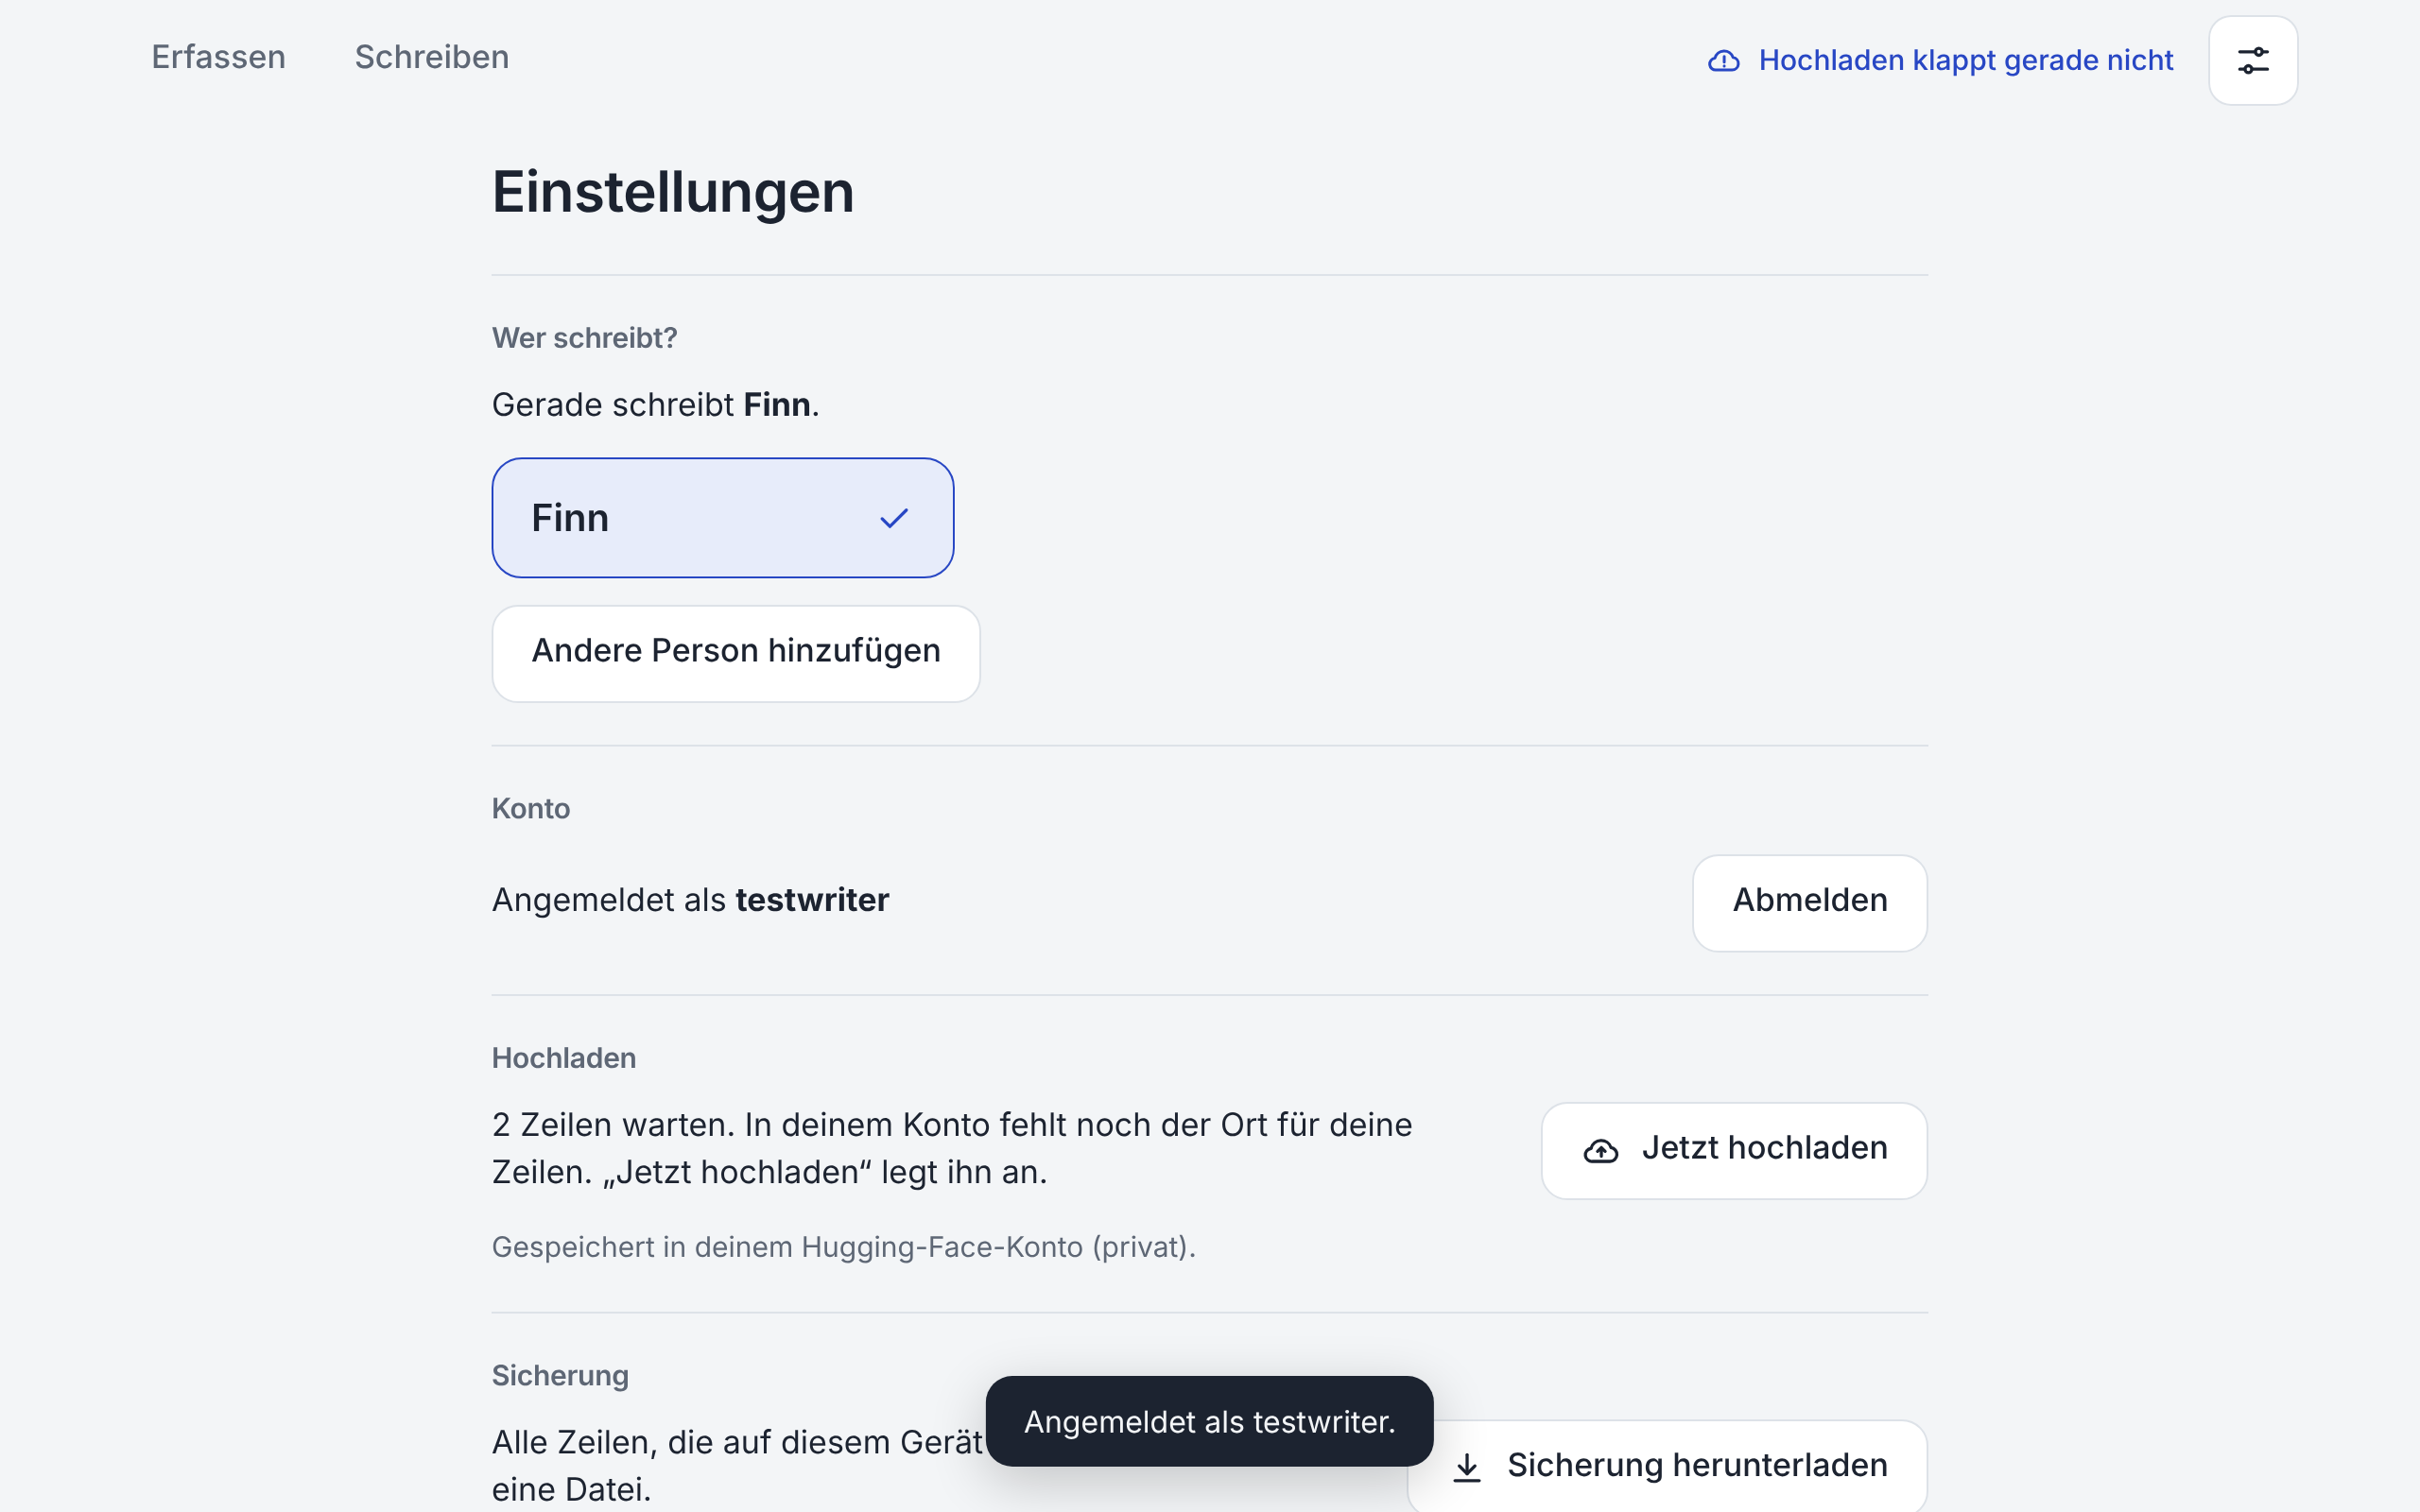 Erfassen
Schreiben
Hochladen klappt gerade nicht
Einstellungen
Wer schreibt?
Gerade schreibt Finn.
Finn
Andere Person hinzufügen
Konto
Angemeldet als testwriter
Abmelden
Hochladen
2 Zeilen warten. In deinem Konto fehlt noch der Ort für deine
Zeilen. „Jetzt hochladen“ legt ihn an.
Jetzt hochladen
Gespeichert in deinem Hugging-Face-Konto (privat).
Sicherung
Alle Zeilen, die auf diesem Gerät
eine Datei.
Angemeldet als testwriter.
Sicherung herunterladen